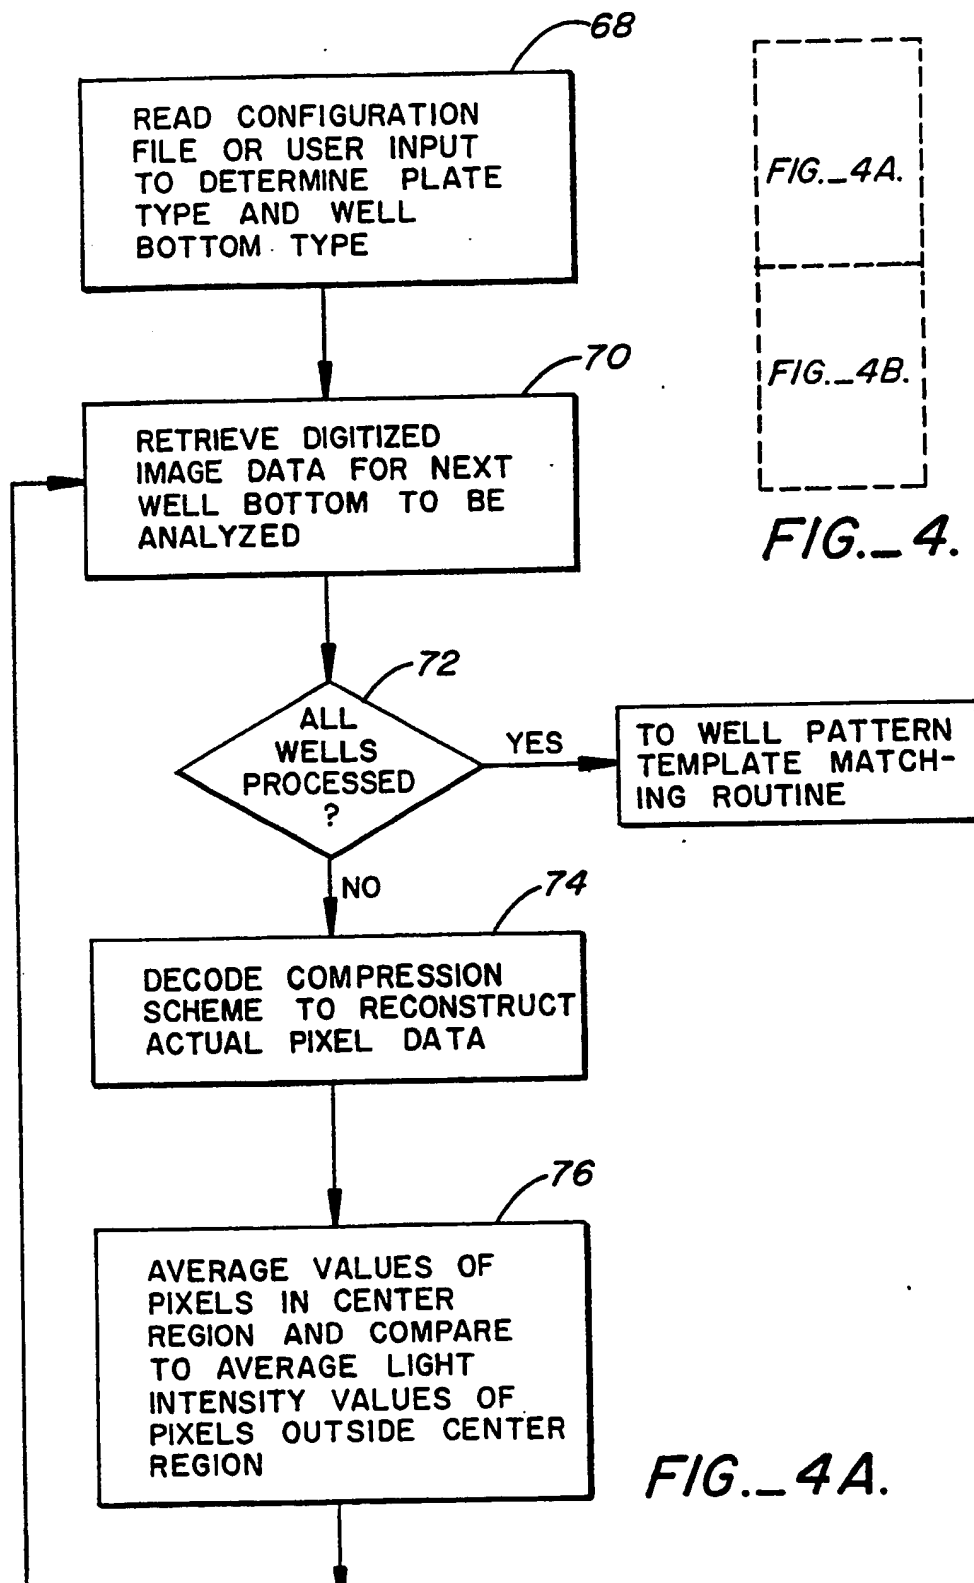 68
READ CONFIGURATION
FILE OR USER INPUT
TO DETERMINE PLATE
TYPE AND WELL
BOTTOM TYPE
FIG._4A.
FIG._4B.
FIG._4.
70
RETRIEVE DIGITIZED
IMAGE DATA FOR NEXT
WELL BOTTOM TO BE
ANALYZED
72
ALL
WELLS
PROCESSED
?
YES
TO WELL PATTERN
TEMPLATE MATCH-
ING ROUTINE
NO
74
DECODE COMPRESSION
SCHEME TO RECONSTRUCT
ACTUAL PIXEL DATA
76
AVERAGE VALUES OF
PIXELS IN CENTER
REGION AND COMPARE
TO AVERAGE LIGHT
INTENSITY VALUES OF
PIXELS OUTSIDE CENTER
REGION
FIG._4A.